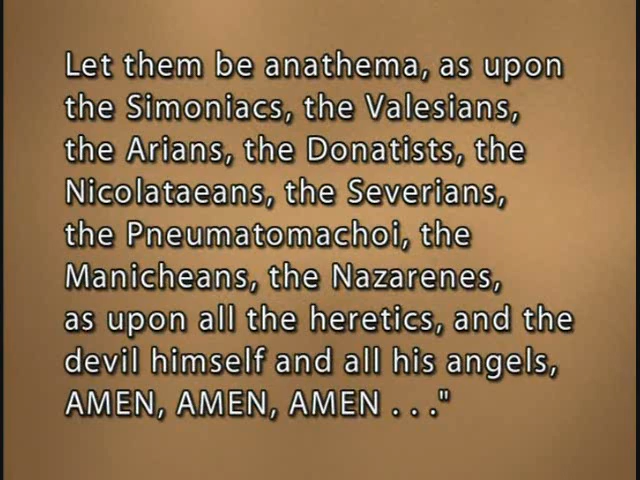 Let them be anathema, as upon
the Simoniacs, the Valesians,
the Arians, the Donatists, the
Nicolataeans, the Severians,
the Pneumatomachoi, the
Manicheans, the Nazarenes,
as upon all the heretics, and the
devil himself and all his angels,
AMEN, AMEN, AMEN . . ."